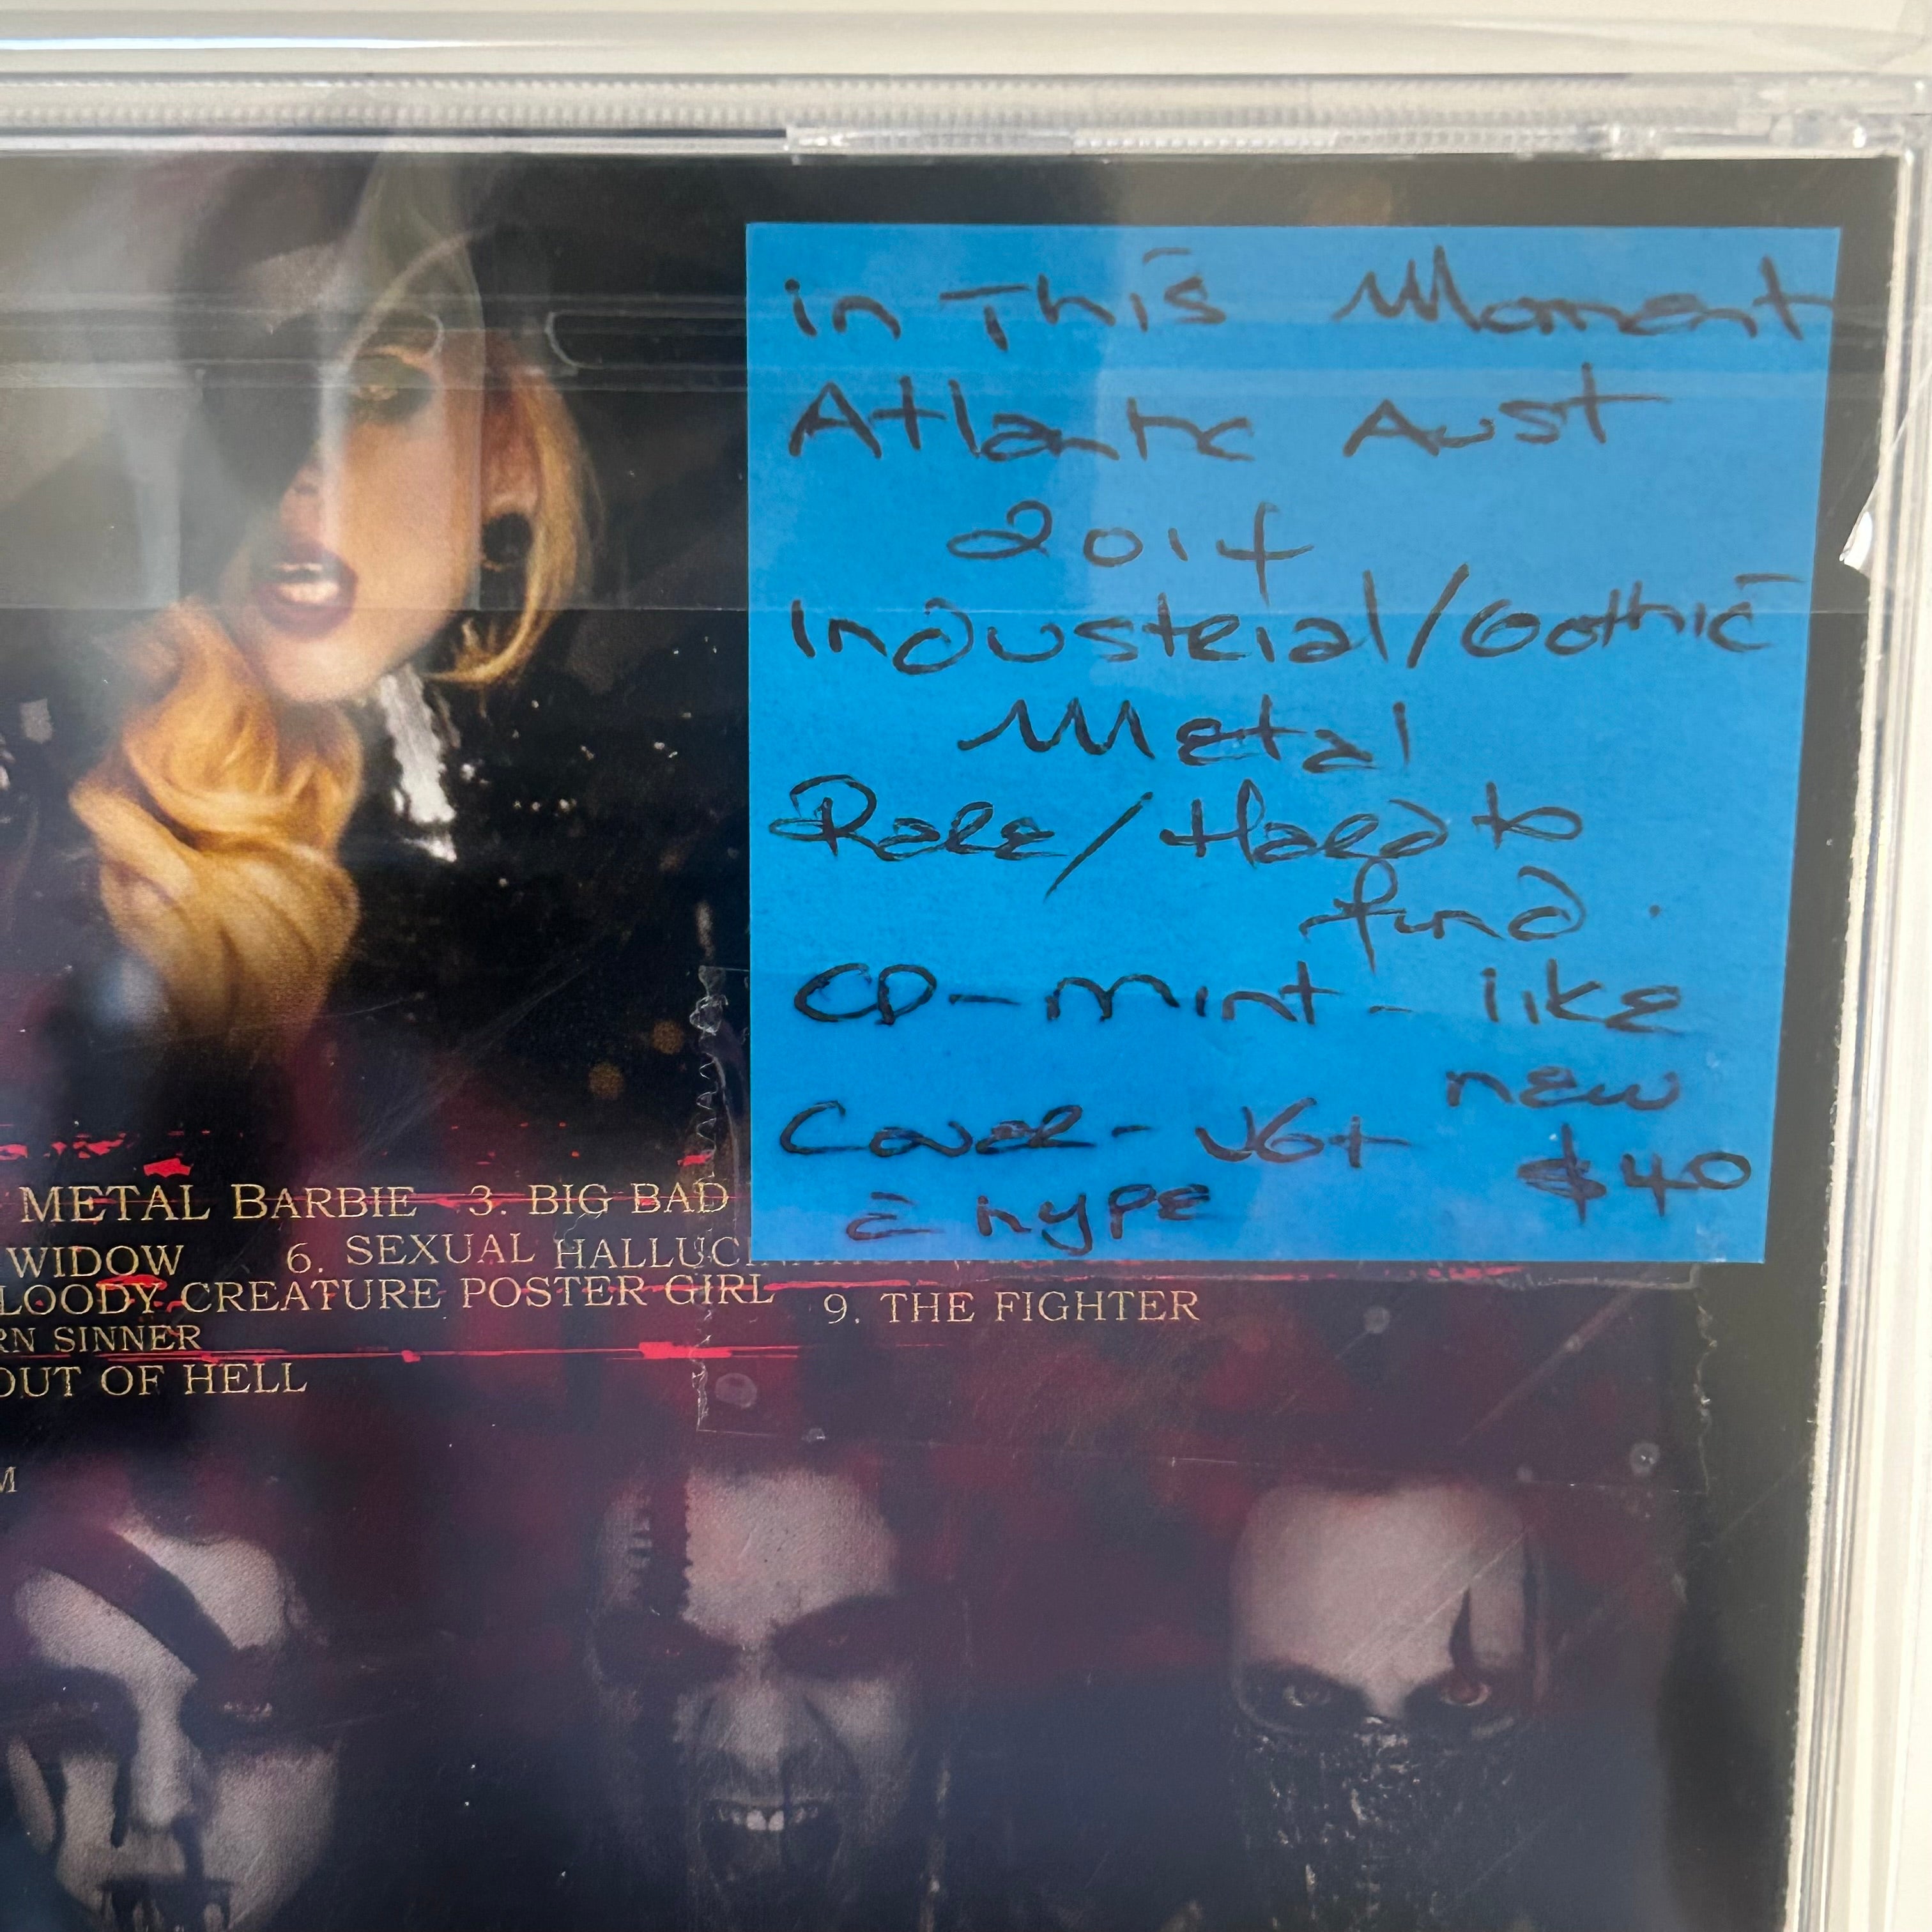 in This Moment
Atlantic Aust
2014
Industrial/Gothic
Metal
Rare/Hard to
find.
CD-mint- like
new
Cover- VG+
$40
hype
METAL BARBIE 3. BIG BAD
WIDOW 6. SEXUAL HALLUC
LOODY CREATURE POSTER GIRL 9. THE FIGHTER
RN SINNER
OUT OF HELL
M